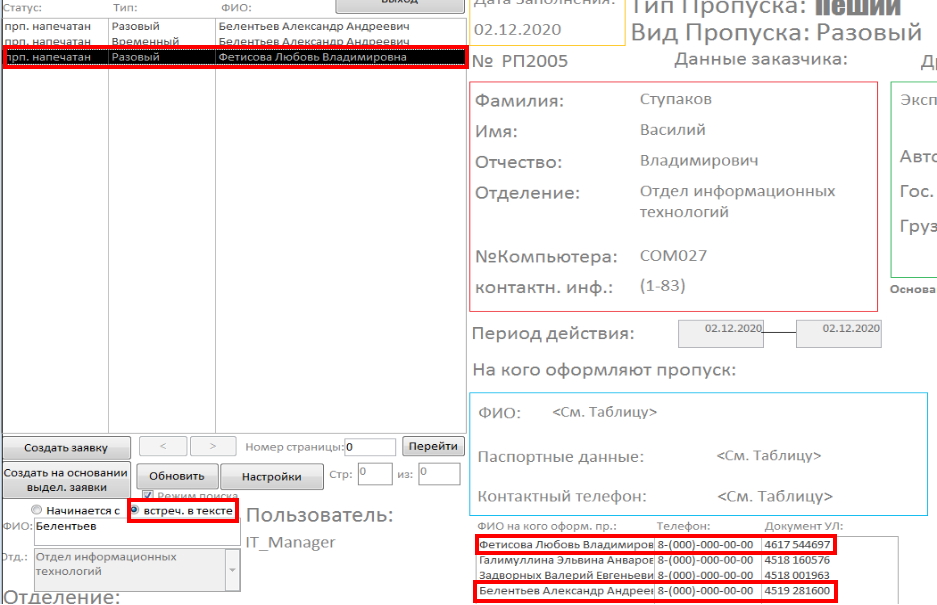 Статус: Тип: ФИО:
Выход
прп. напечатан Разовый Белентьев Александр Андреевич
прп. напечатан Временный Белентьев Александр Андреевич
прп. напечатан Разовый Фетисова Любовь Владимировна
Создать заявку < > Номер страницы: 0 Перейти
Создать на основании
выдел. заявки
Обновить Настройки Стр: 0 из: 0
Режим поиска
Начинается с встреч. в тексте
ФИО: Белентьев
Отд.: Отдел информационных
технологий
Отделение:
Пользователь:
IT_Manager
Дата Заполнения:
02.12.2020
Тип Пропуска: Пеший
Вид Пропуска: Разовый
№ РП2005 Данные заказчика:
Фамилия: Ступаков
Имя: Василий
Отчество: Владимирович
Отделение: Отдел информационных
технологий
№Компьютера: COM027
контактн. инф.: (1-83)
Эксп
Авто
Гос.
Груз
Основа
Период действия: 02.12.2020 02.12.2020
На кого оформляют пропуск:
ФИО: <См. Таблицу>
Паспортные данные: <См. Таблицу>
Контактный телефон: <См. Таблицу>
ФИО на кого оформ. пр.: Телефон: Документ УЛ:
Фетисова Любовь Владимиров 8-(000)-000-00-00 4617 544697
Галимуллина Эльвина Анваров 8-(000)-000-00-00 4518 160576
Задворных Валерий Евгеньеви 8-(000)-000-00-00 4518 001963
Белентьев Александр Андреев 8-(000)-000-00-00 4519 281600